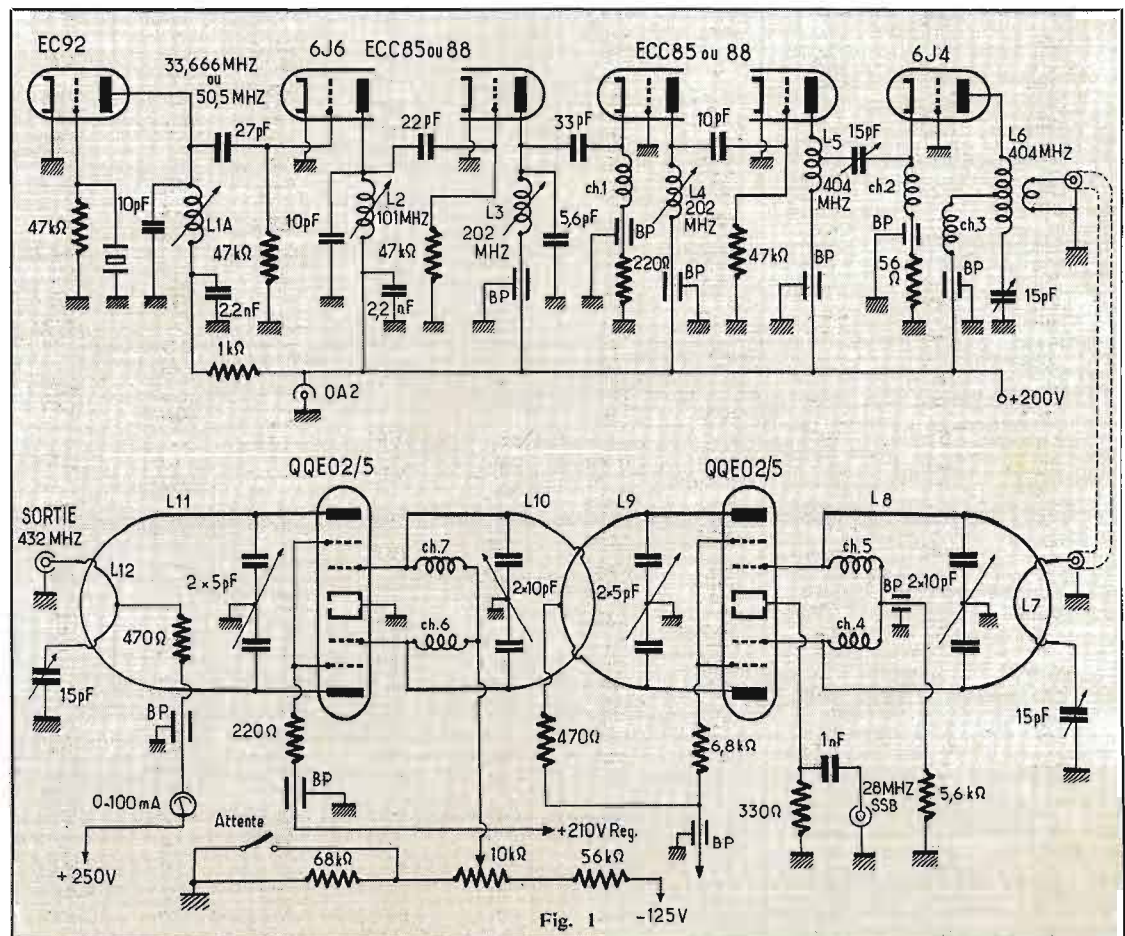 EC92
33,666 MHZ
ou
50,5 MHZ
6J6
ECC85 ou 88
ECC85 ou 88
6J4
27pF
22pF
33pF
10pF
L5
15pF
L6
404 MHZ
47kΩ
10pF
L1A
47kΩ
10pF
L2
101MHZ
47kΩ
L3
202
MHZ
5,6pF
ch.1
BP
220Ω
L4
202
MHZ
BP
47kΩ
404
MHZ
BP
ch.2
BP
56
Ω
ch.3
BP
15pF
2,2nF
2,2nF
BP
1kΩ
OA2
+200V
QQE02/5
QQE02/5
SORTIE
432 MHZ
L11
L12
2×5pF
ch.7
ch.6
L10
2×10pF
L9
2×5pF
ch.5
ch.4
BP
L8
2×10pF
L7
470Ω
15pF
BP
220Ω
BP
470Ω
6,8kΩ
1nF
330Ω
28MHZ
SSB
5,6kΩ
15pF
0-100mA
Attente
+210V Reg.
BP
+250V
68kΩ
10kΩ
56kΩ
-125V
Fig. 1